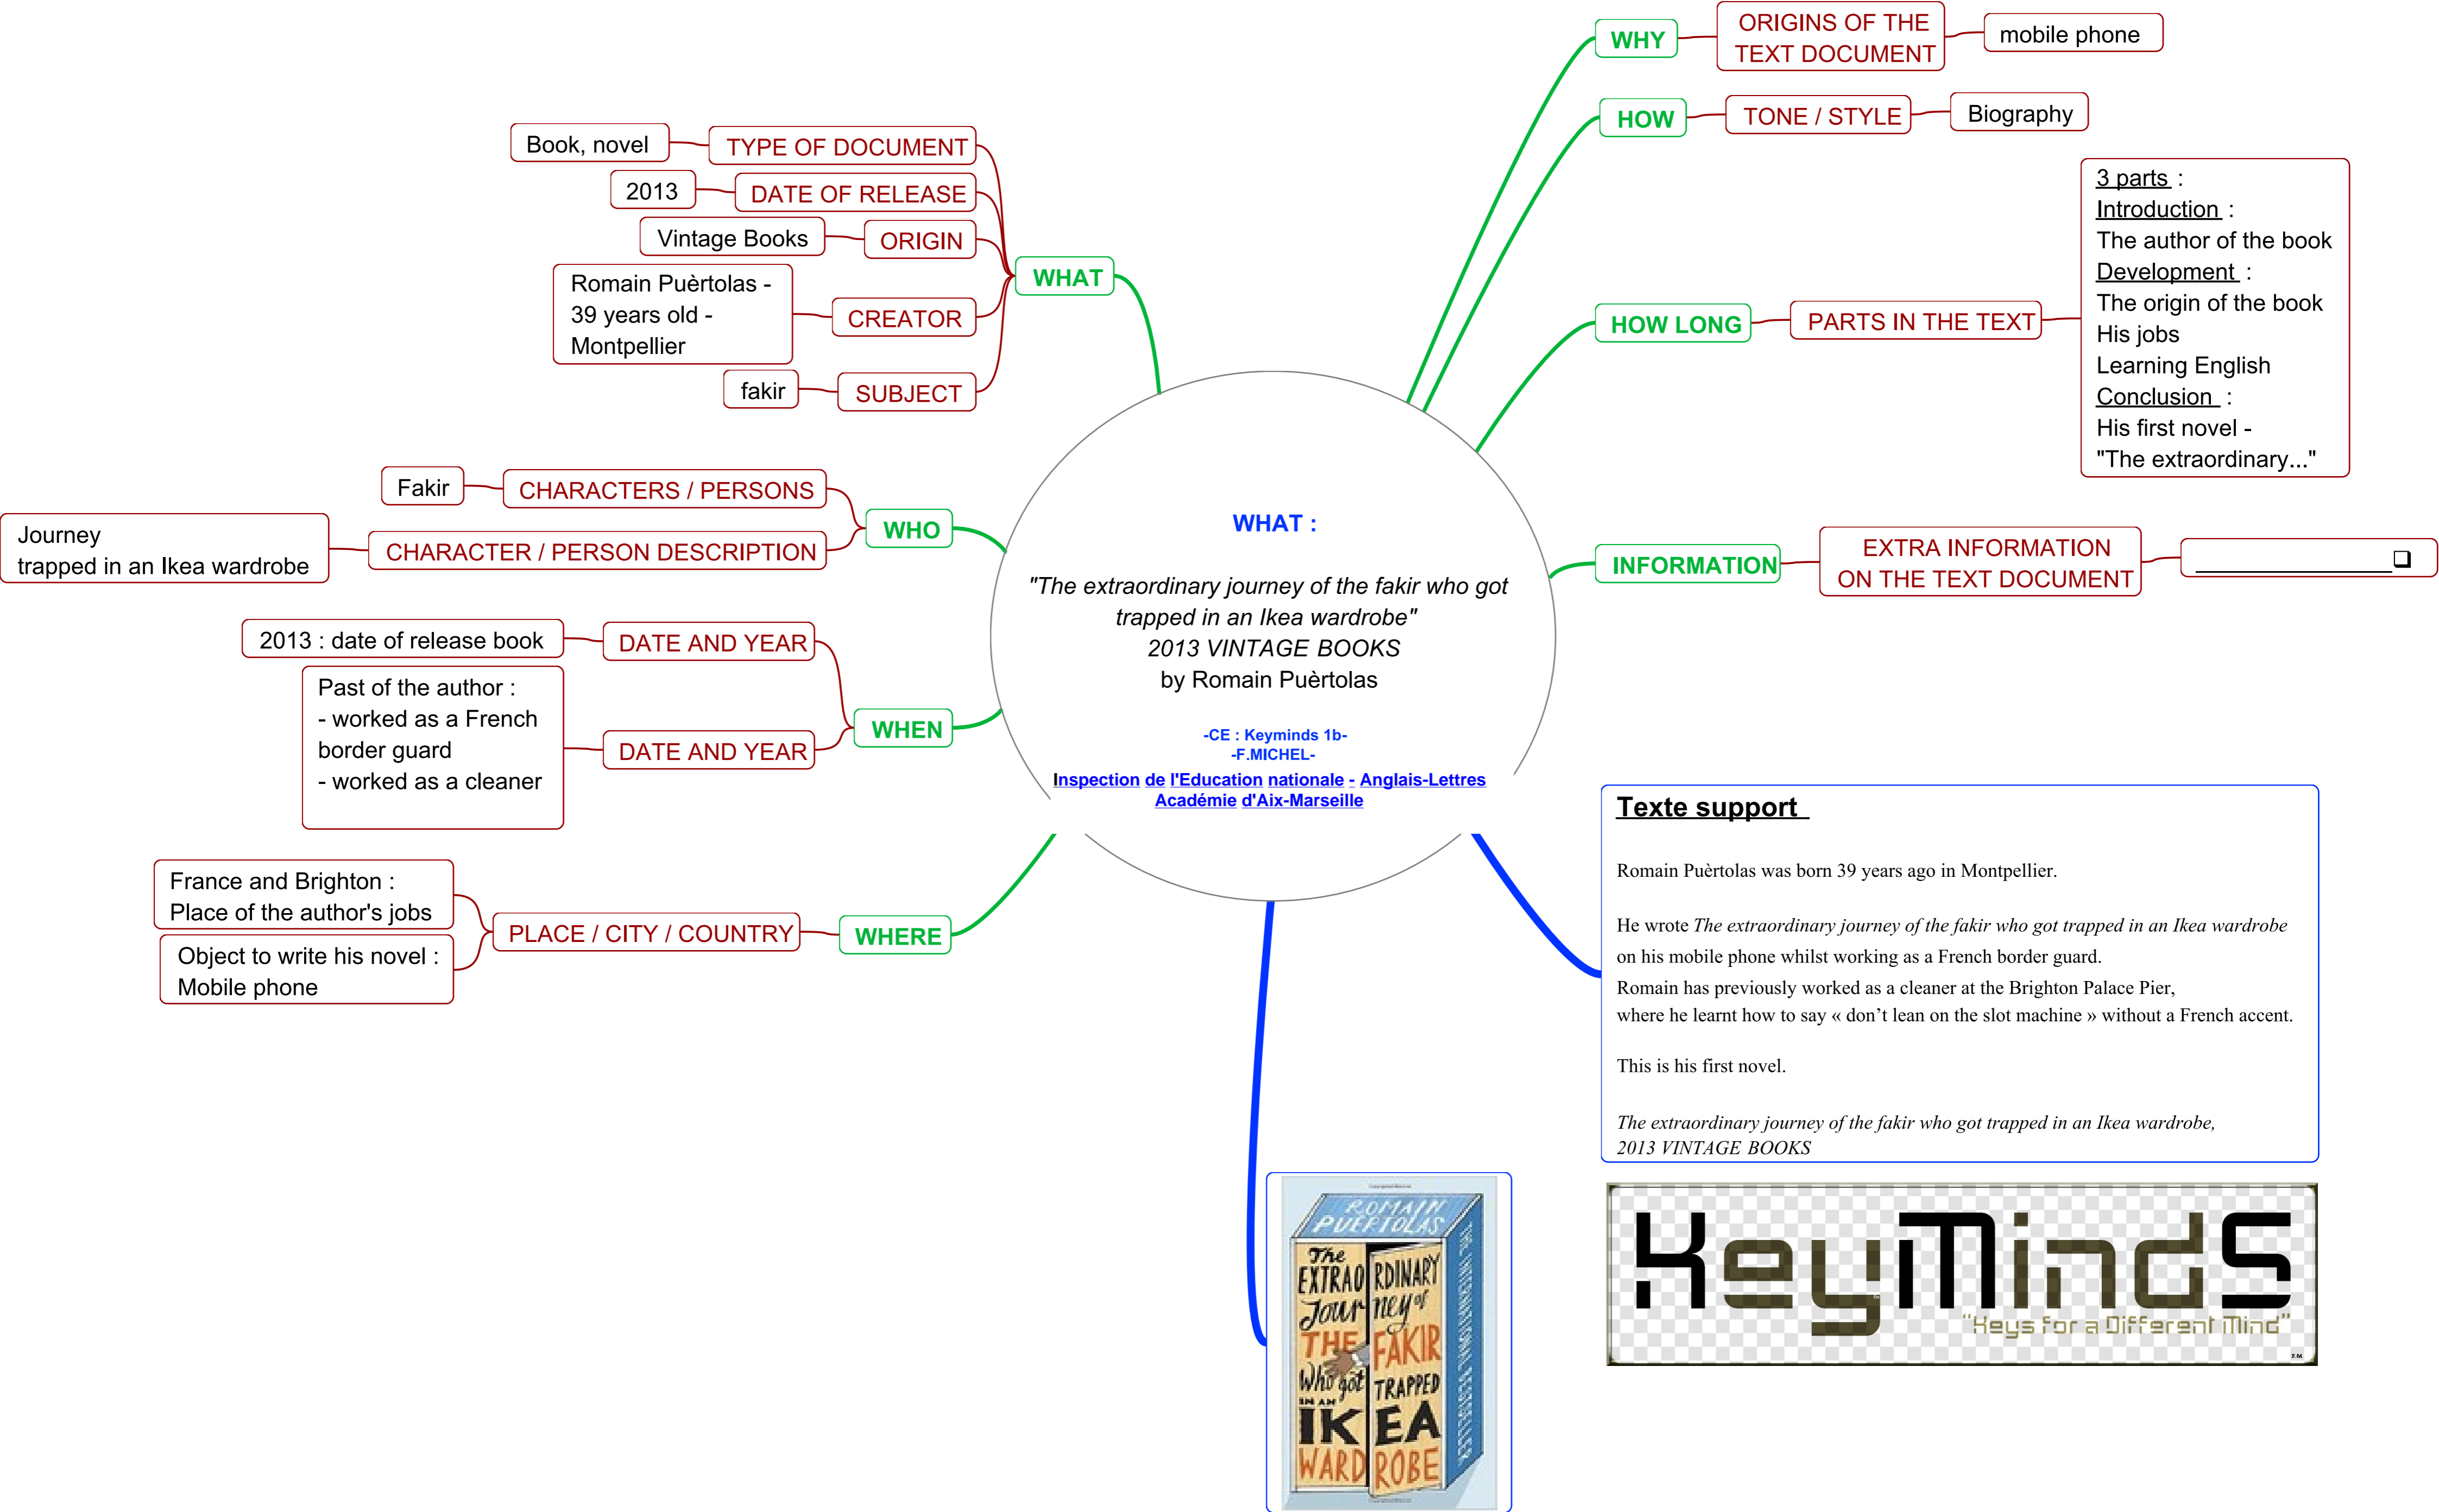 WHY
ORIGINS OF THE
TEXT DOCUMENT
mobile phone
HOW
TONE / STYLE
Biography
HOW LONG
PARTS IN THE TEXT
3 parts :
Introduction :
The author of the book
Development :
The origin of the book
His jobs
Learning English
Conclusion :
His first novel -
"The extraordinary..."
INFORMATION
EXTRA INFORMATION
ON THE TEXT DOCUMENT
________________❑
WHAT
TYPE OF DOCUMENT
Book, novel
DATE OF RELEASE
2013
ORIGIN
Vintage Books
CREATOR
Romain Puèrtolas -
39 years old -
Montpellier
SUBJECT
fakir
WHO
CHARACTERS / PERSONS
Fakir
CHARACTER / PERSON DESCRIPTION
Journey
trapped in an Ikea wardrobe
WHEN
DATE AND YEAR
2013 : date of release book
DATE AND YEAR
Past of the author :
- worked as a French
border guard
- worked as a cleaner
WHERE
PLACE / CITY / COUNTRY
France and Brighton :
Place of the author's jobs
Object to write his novel :
Mobile phone
WHAT :
"The extraordinary journey of the fakir who got
trapped in an Ikea wardrobe"
2013 VINTAGE BOOKS
by Romain Puèrtolas
-CE : Keyminds 1b-
-F.MICHEL-
Inspection de l'Education nationale - Anglais-Lettres
Académie d'Aix-Marseille
Texte support
Romain Puèrtolas was born 39 years ago in Montpellier.
He wrote The extraordinary journey of the fakir who got trapped in an Ikea wardrobe
on his mobile phone whilst working as a French border guard.
Romain has previously worked as a cleaner at the Brighton Palace Pier,
where he learnt how to say « don’t lean on the slot machine » without a French accent.
This is his first novel.
The extraordinary journey of the fakir who got trapped in an Ikea wardrobe,
2013 VINTAGE BOOKS
ROMAIN
PUERTOLAS
The
EXTRAORDINARY
Journey of
THE FAKIR
Who got TRAPPED
IN AN
IKEA
WARDROBE
KeyMindS
"Keys for a Different Mind"
F.M